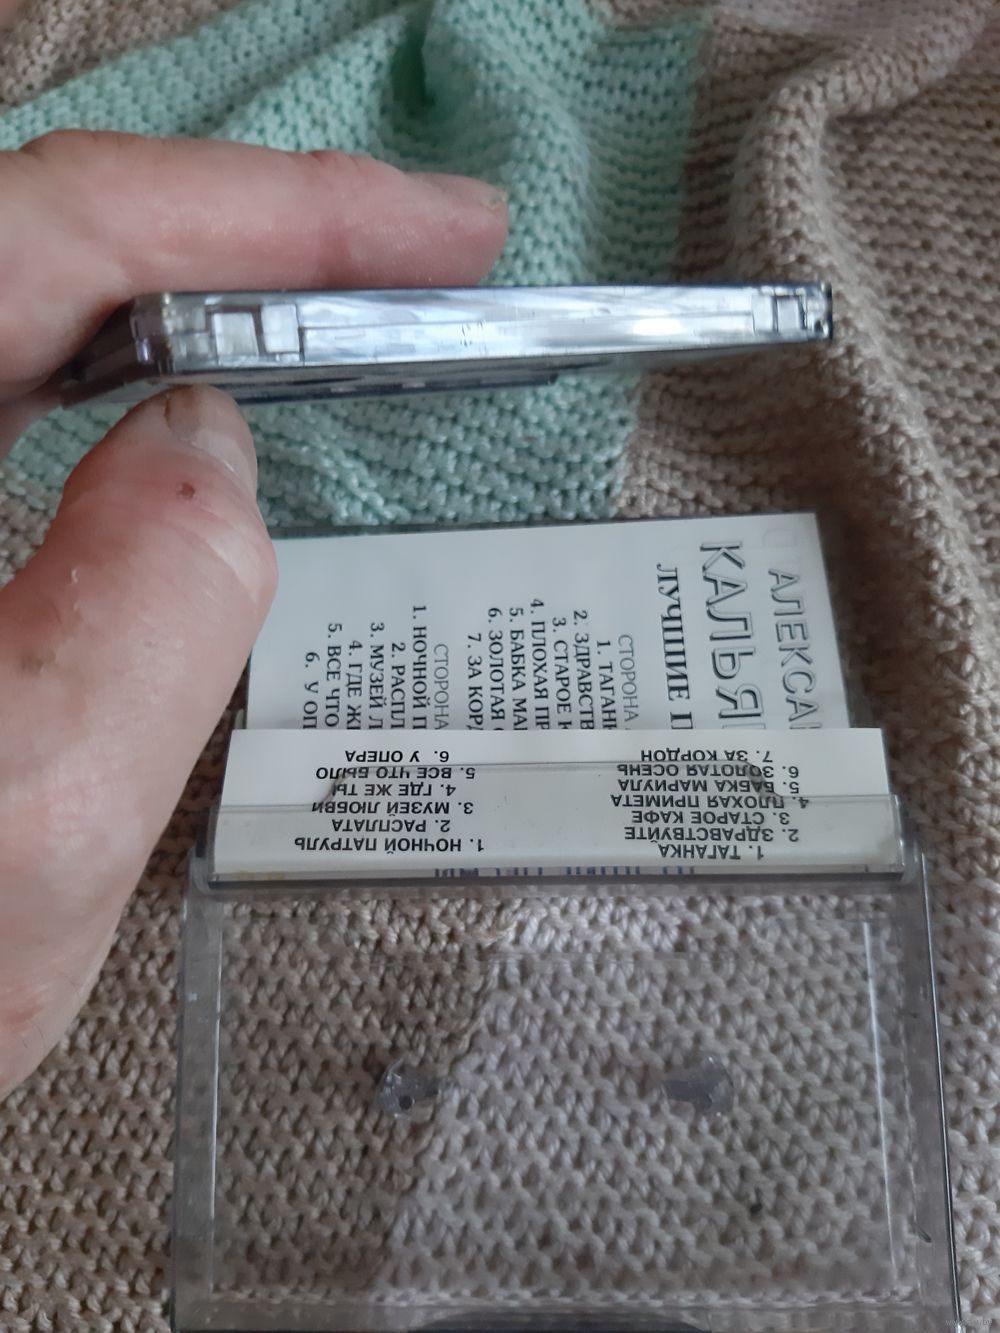 АЛЕКСА
КАЛЬЯ
ЛУЧШИЕ П
СТОРОНА
1. ТАГАН
2. ЗДРАВСТВ
3. СТАРОЕ К
4. ПЛОХАЯ ПР
5. БАБКА МА
6. ЗОЛОТАЯ
7. ЗА КОРД
СТОРОНА
1. НОЧНОЙ П
2. РАСПЛ
3. МУЗЕЙ Л
4. ГДЕ Ж
5. ВСЕ ЧТО
6. У ОП
1. ТАГАНКА
2. ЗДРАВСТВУЙТЕ
3. СТАРОЕ КАФЕ
4. ПЛОХАЯ ПРИМЕТА
5. БАБКА МАРИУЛА
6. ЗОЛОТАЯ ОСЕНЬ
7. ЗА КОРДОН
1. НОЧНОЙ ПАТРУЛЬ
2. РАСПЛАТА
3. МУЗЕЙ ЛЮБВИ
4. ГДЕ ЖЕ ТЫ
5. ВСЕ ЧТО БЫЛО
6. У ОПЕРА